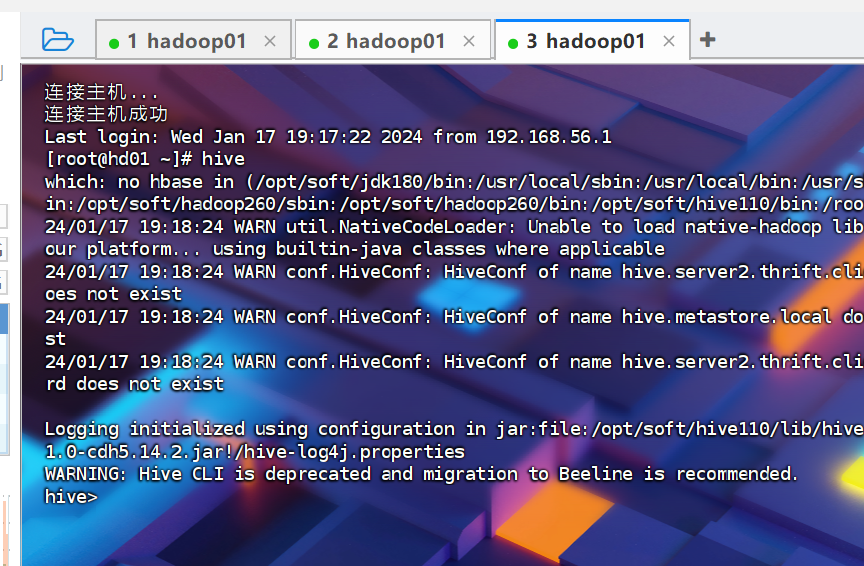 1 hadoop01 ×
2 hadoop01 ×
3 hadoop01 ×
连接主机...
连接主机成功
Last login: Wed Jan 17 19:17:22 2024 from 192.168.56.1
[root@hd01 ~]# hive
which: no hbase in (/opt/soft/jdk180/bin:/usr/local/sbin:/usr/local/bin:/usr/s
in:/opt/soft/hadoop260/sbin:/opt/soft/hadoop260/bin:/opt/soft/hive110/bin:/roo
24/01/17 19:18:24 WARN util.NativeCodeLoader: Unable to load native-hadoop lib
our platform... using builtin-java classes where applicable
24/01/17 19:18:24 WARN conf.HiveConf: HiveConf of name hive.server2.thrift.cli
oes not exist
24/01/17 19:18:24 WARN conf.HiveConf: HiveConf of name hive.metastore.local do
st
24/01/17 19:18:24 WARN conf.HiveConf: HiveConf of name hive.server2.thrift.cli
rd does not exist
Logging initialized using configuration in jar:file:/opt/soft/hive110/lib/hive
1.0-cdh5.14.2.jar!/hive-log4j.properties
WARNING: Hive CLI is deprecated and migration to Beeline is recommended.
hive>